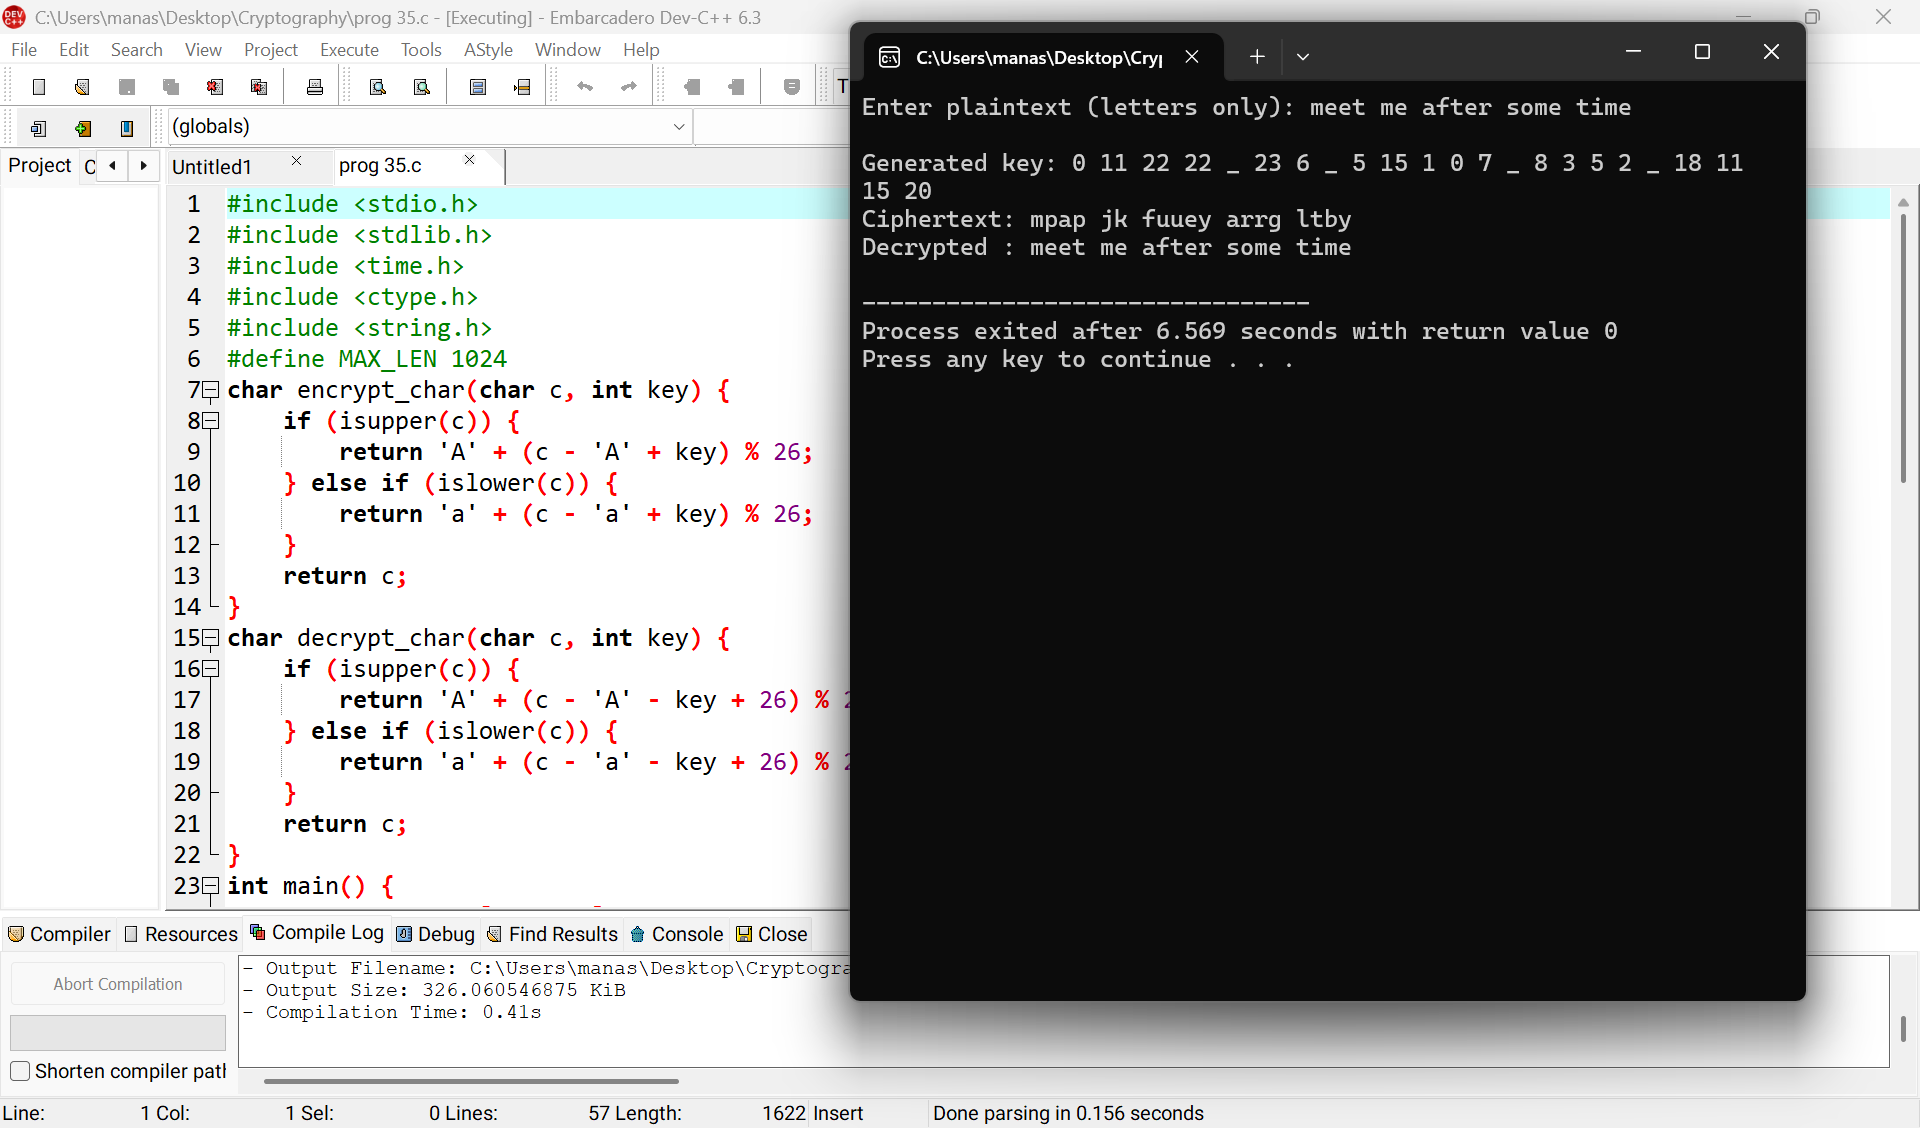 C:\Users\manas\Desktop\Cryptography\prog 35.c - [Executing] - Embarcadero Dev-C++ 6.3
File Edit Search View Project Execute Tools AStyle Window Help
(globals)
Project
Untitled1
prog 35.c
1 #include <stdio.h>
2 #include <stdlib.h>
3 #include <time.h>
4 #include <ctype.h>
5 #include <string.h>
6 #define MAX_LEN 1024
7 char encrypt_char(char c, int key) {
8 if (isupper(c)) {
9 return 'A' + (c - 'A' + key) % 26;
10 } else if (islower(c)) {
11 return 'a' + (c - 'a' + key) % 26;
12 }
13 return c;
14 }
15 char decrypt_char(char c, int key) {
16 if (isupper(c)) {
17 return 'A' + (c - 'A' - key + 26) %
18 } else if (islower(c)) {
19 return 'a' + (c - 'a' - key + 26) %
20 }
21 return c;
22 }
23 int main() {
C:\Users\manas\Desktop\Cryp
Enter plaintext (letters only): meet me after some time
Generated key: 0 11 22 22 _ 23 6 _ 5 15 1 0 7 _ 8 3 5 2 _ 18 11
15 20
Ciphertext: mpap jk fuuey arrg ltby
Decrypted : meet me after some time
--------------------------------
Process exited after 6.569 seconds with return value 0
Press any key to continue . . .
Compiler Resources Compile Log Debug Find Results Console Close
Abort Compilation
Shorten compiler path
- Output Filename: C:\Users\manas\Desktop\Cryptogra
- Output Size: 326.060546875 KiB
- Compilation Time: 0.41s
Line: 1 Col: 1 Sel: 0 Lines: 57 Length: 1622 Insert Done parsing in 0.156 seconds